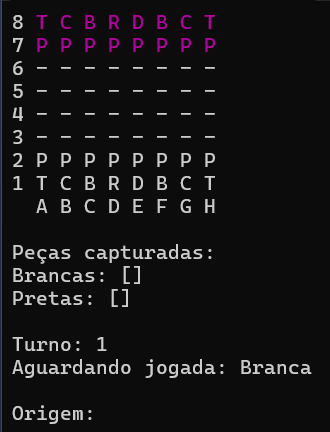 8 T C B R D B C T
7 P P P P P P P P
6 - - - - - - - -
5 - - - - - - - -
4 - - - - - - - -
3 - - - - - - - -
2 P P P P P P P P
1 T C B R D B C T
  A B C D E F G H
Peças capturadas:
Brancas: []
Pretas: []
Turno: 1
Aguardando jogada: Branca
Origem: